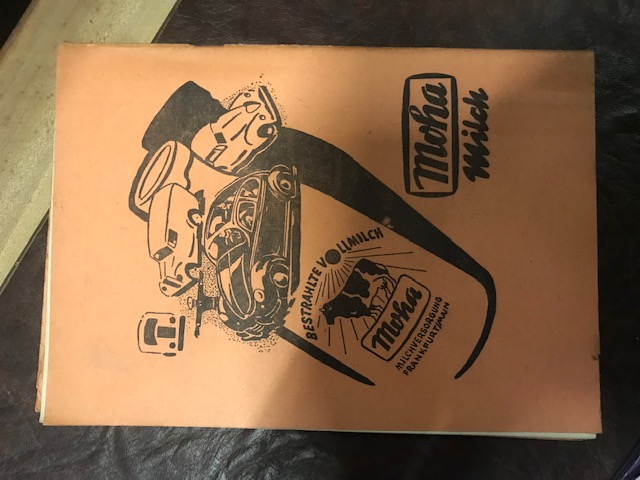 Moha
Milch
BESTRAHLTE VOLLMILCH
Moha
MILCHVERSORGUNG
FRANKFURT/MAIN